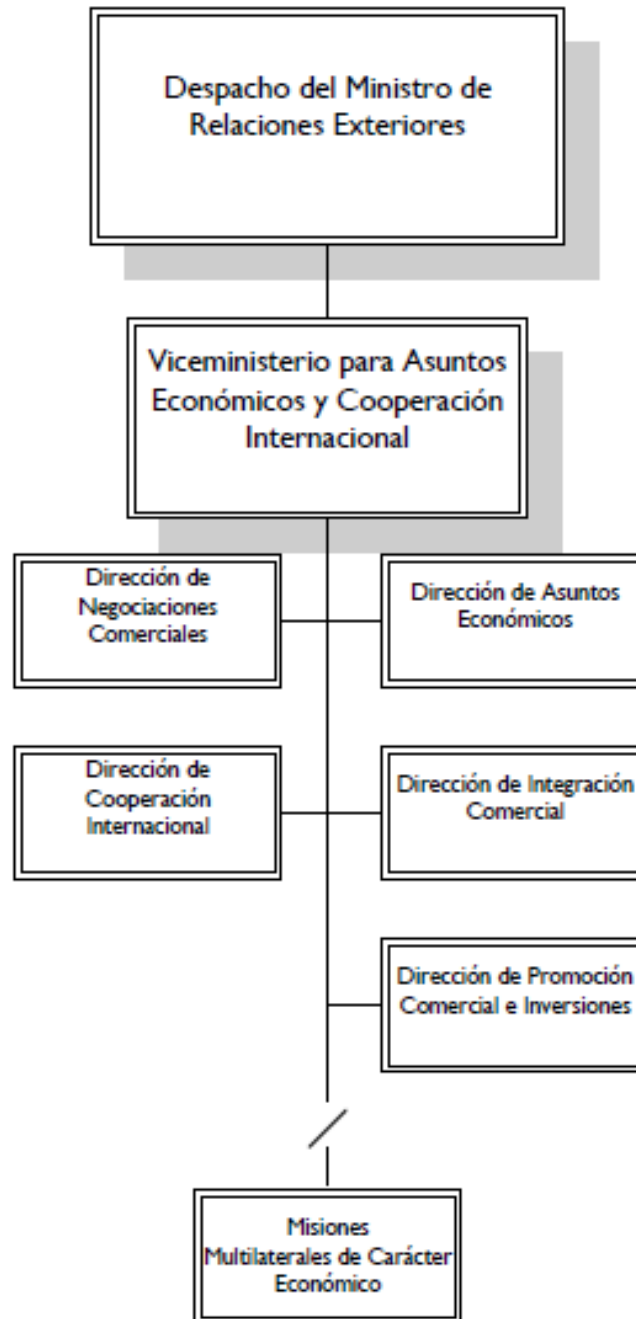 Despacho del Ministro de
Relaciones Exteriores
Viceministerio para Asuntos
Económicos y Cooperación
Internacional
Dirección de
Negociaciones
Comerciales
Dirección de Asuntos
Económicos
Dirección de
Cooperación
Internacional
Dirección de Integración
Comercial
Dirección de Promoción
Comercial e Inversiones
Misiones
Multilaterales de Carácter
Económico